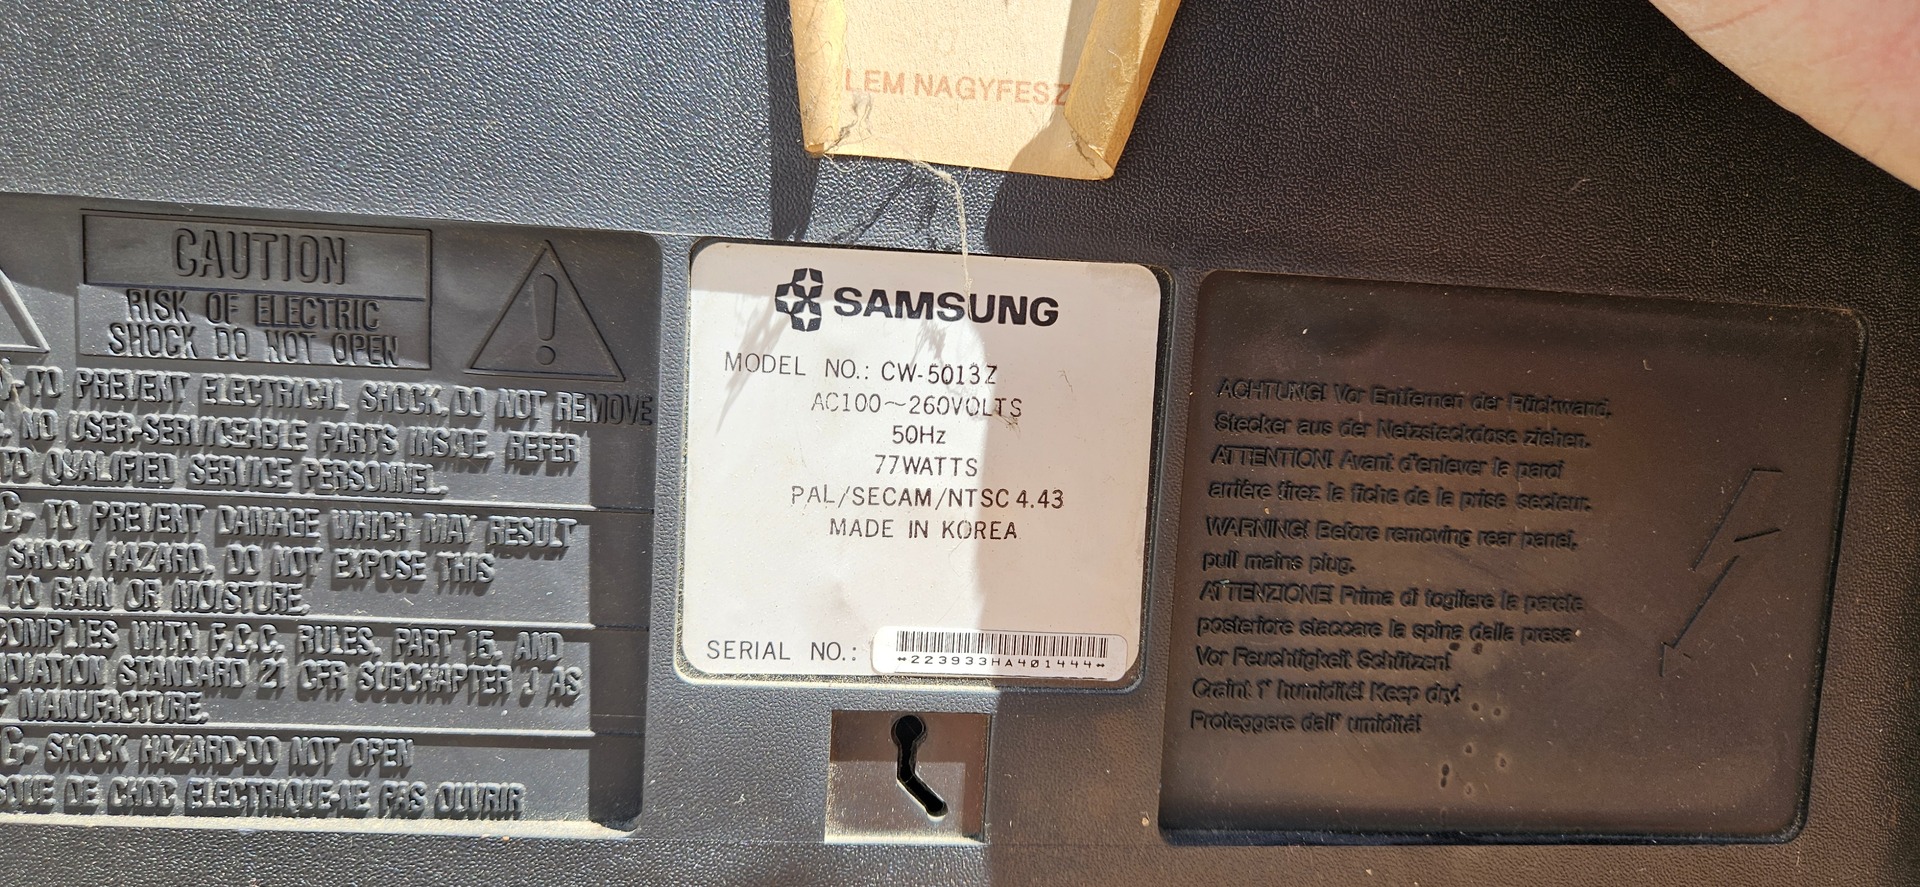 LEM NAGYFESZ
CAUTION
RISK OF ELECTRIC
SHOCK DO NOT OPEN
TO PREVENT ELECTRICAL SHOCK, DO NOT REMOVE
NO USER-SERVICEABLE PARTS INSIDE. REFER
TO QUALIFIED SERVICE PERSONNEL.
TO PREVENT DAMAGE WHICH MAY RESULT
SHOCK HAZARD, DO NOT EXPOSE THIS
TO RAIN OR MOISTURE.
COMPLIES WITH F.C.C. RULES, PART 15, AND
STANDARD 21 CFR SUBCHAPTER J AS
MANUFACTURE.
SHOCK HAZARD-DO NOT OPEN
DE CHOC ELECTRIQUE-NE PAS OUVRIR
SAMSUNG
MODEL NO.: CW-5013Z
AC100~260VOLTS
50Hz
77WATTS
PAL/SECAM/NTSC 4.43
MADE IN KOREA
SERIAL NO.:
223933HA401444
ACHTUNG! Vor Entfernen der Rückwand,
Stecker aus der Netzsteckdose ziehen.
ATTENTION! Avant d'enlever la paroi
arrière tirez la fiche de la prise secteur.
WARNING! Before removing rear panel,
pull mains plug.
ATTENZIONE! Prima di togliere la parete
posteriore staccare la spina dalla presa.
Vor Feuchtigkeit Schützen!
Craint l' humidité! Keep dry!
Proteggere dall' umidità!